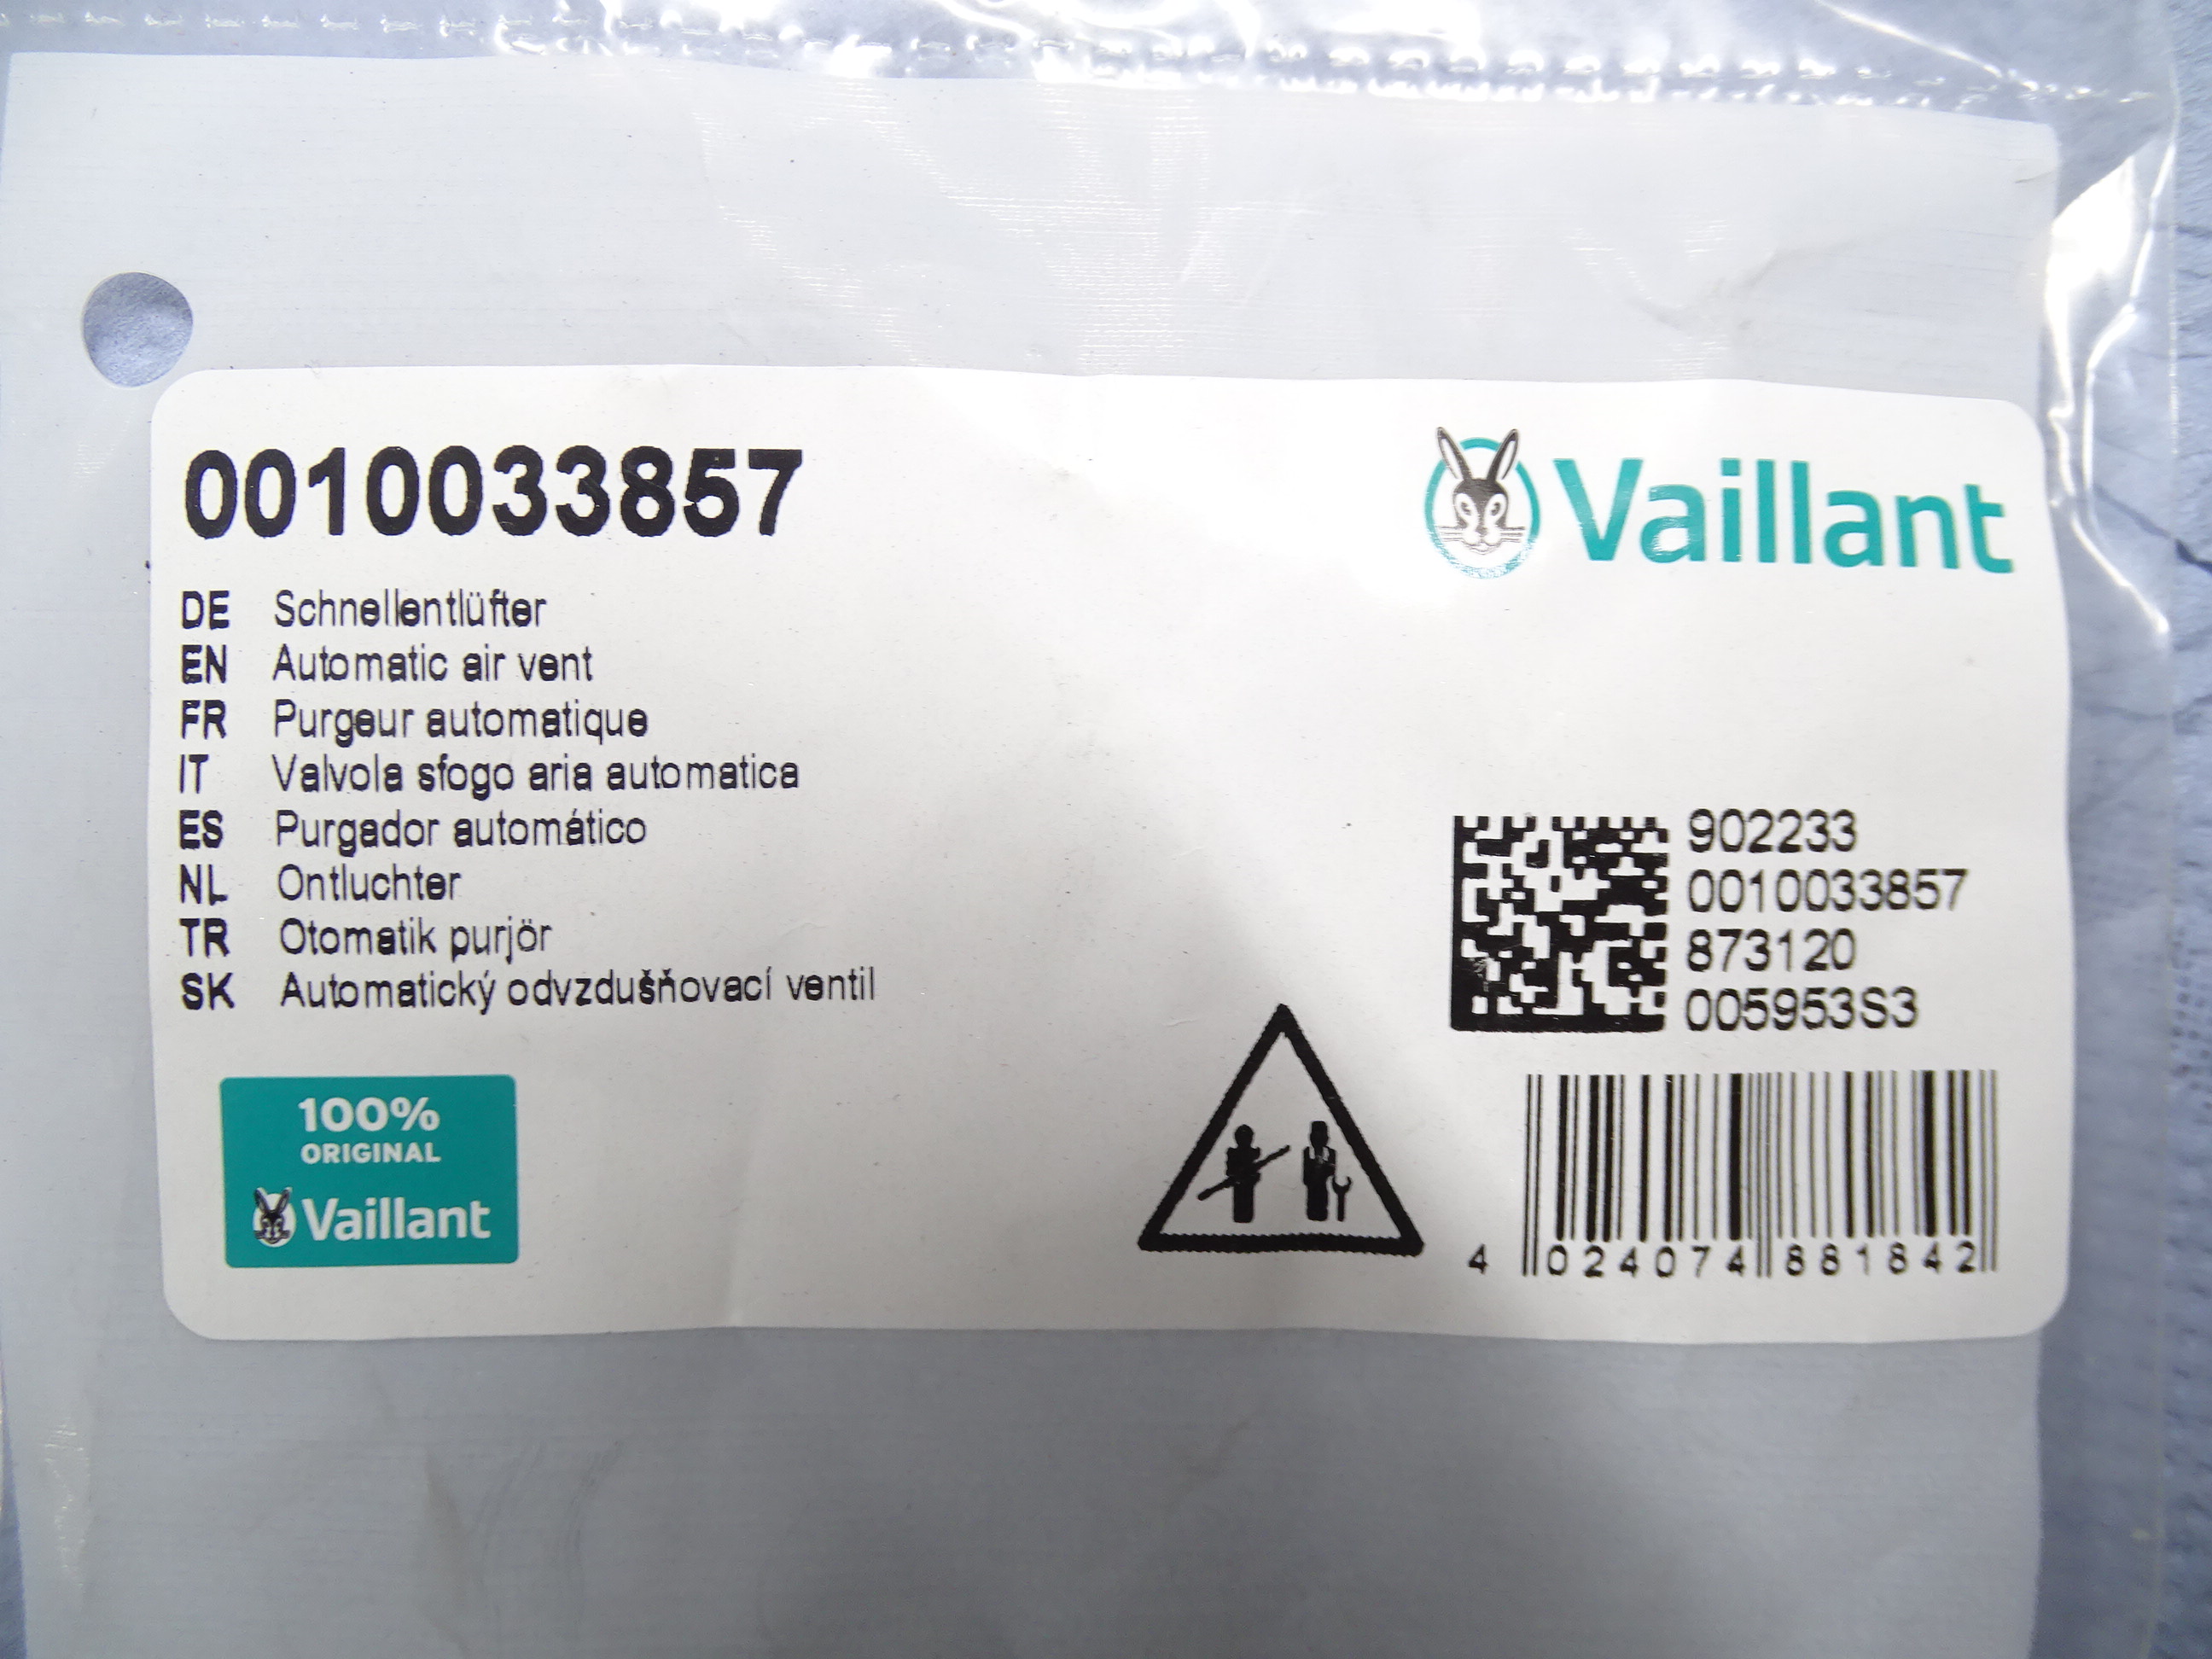 0010033857
Vaillant
DE Schnellentlüfter
EN Automatic air vent
FR Purgeur automatique
IT Valvola sfogo aria automatica
ES Purgador automático
NL Ontluchter
TR Otomatik purjör
SK Automatický odvzdušňovací ventil
902233
0010033857
873120
005953S3
100%
ORIGINAL
Vaillant
4 024074 881842